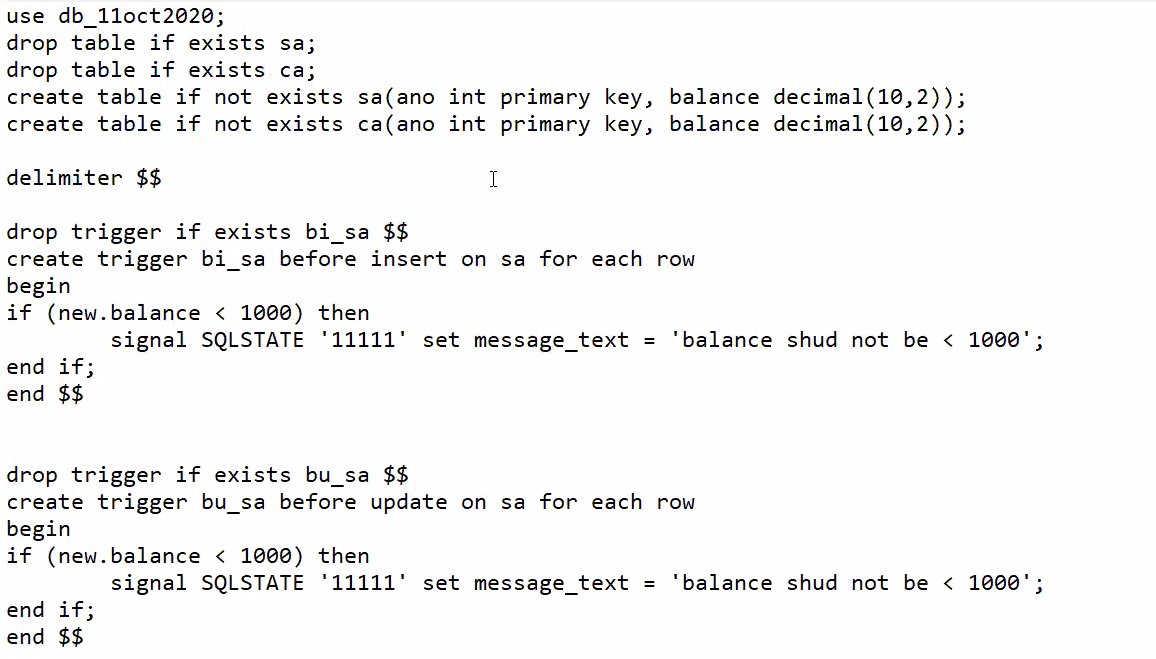 use db_11oct2020;
drop table if exists sa;
drop table if exists ca;
create table if not exists sa(ano int primary key, balance decimal(10,2));
create table if not exists ca(ano int primary key, balance decimal(10,2));
delimiter $$
drop trigger if exists bi_sa $$
create trigger bi_sa before insert on sa for each row
begin
if (new.balance < 1000) then
signal SQLSTATE '11111' set message_text = 'balance shud not be < 1000';
end if;
end $$
drop trigger if exists bu_sa $$
create trigger bu_sa before update on sa for each row
begin
if (new.balance < 1000) then
signal SQLSTATE '11111' set message_text = 'balance shud not be < 1000';
end if;
end $$